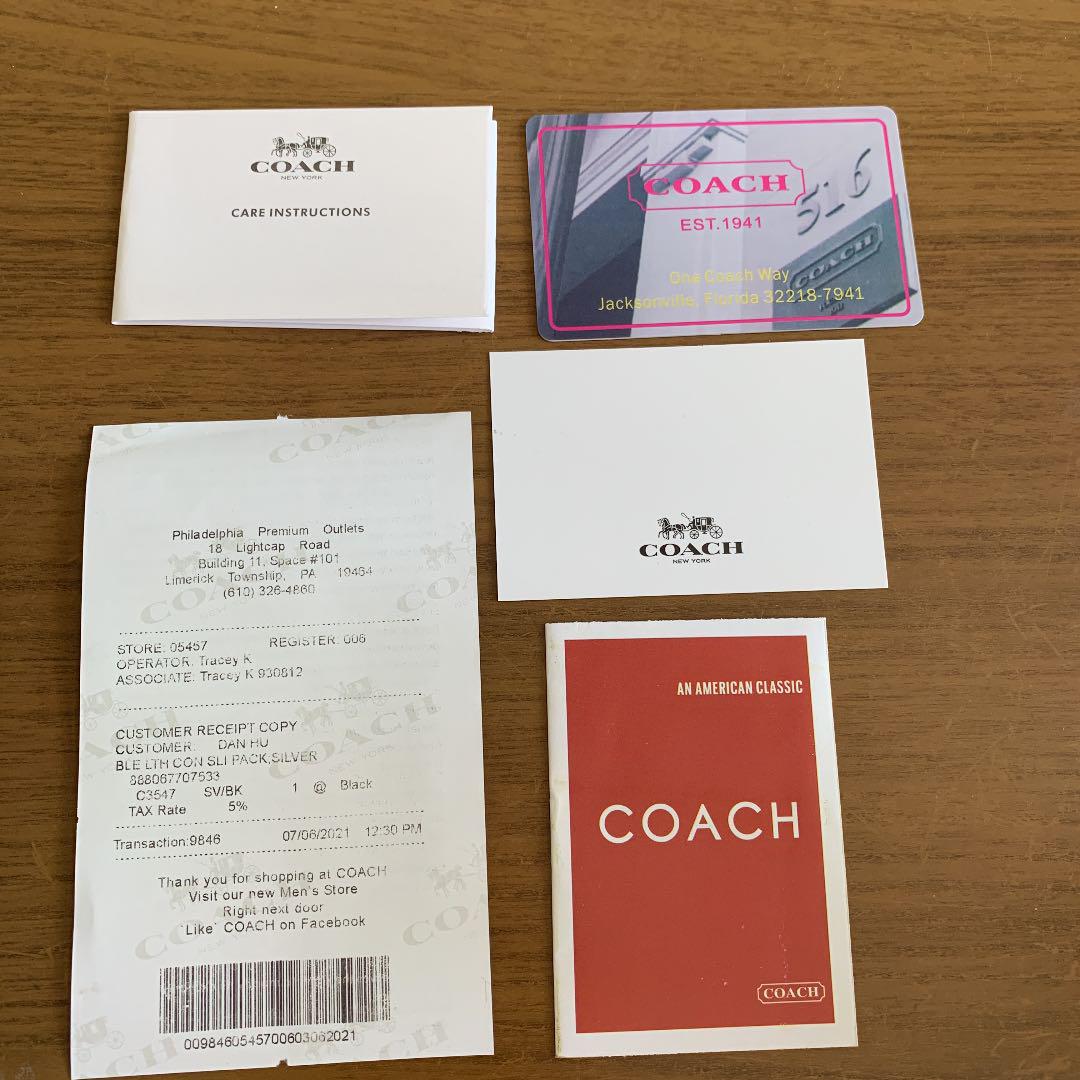 COACH
NEW YORK
CARE INSTRUCTIONS
COACH
EST.1941
516
COACH
One Coach Way
Jacksonville, Florida 32218-7941
COACH
NEW YORK
Philadelphia Premium Outlets
18 Lightcap Road
Building 11, Space #101
Limerick Township, PA 19464
(610) 326-4860
STORE: 05457 REGISTER: 006
OPERATOR: Tracey K
ASSOCIATE: Tracey K 930812
CUSTOMER RECEIPT COPY
CUSTOMER: DAN HU
BLE LTH CON SLI PACK;SILVER
888067707533
C3547 SV/BK 1 @ Black
TAX Rate 5%
Transaction:9846 07/06/2021 12:30 PM
Thank you for shopping at COACH
Visit our new Men's Store
Right next door
`Like` COACH on Facebook
009846054570060306​2021
AN AMERICAN CLASSIC
COACH
COACH